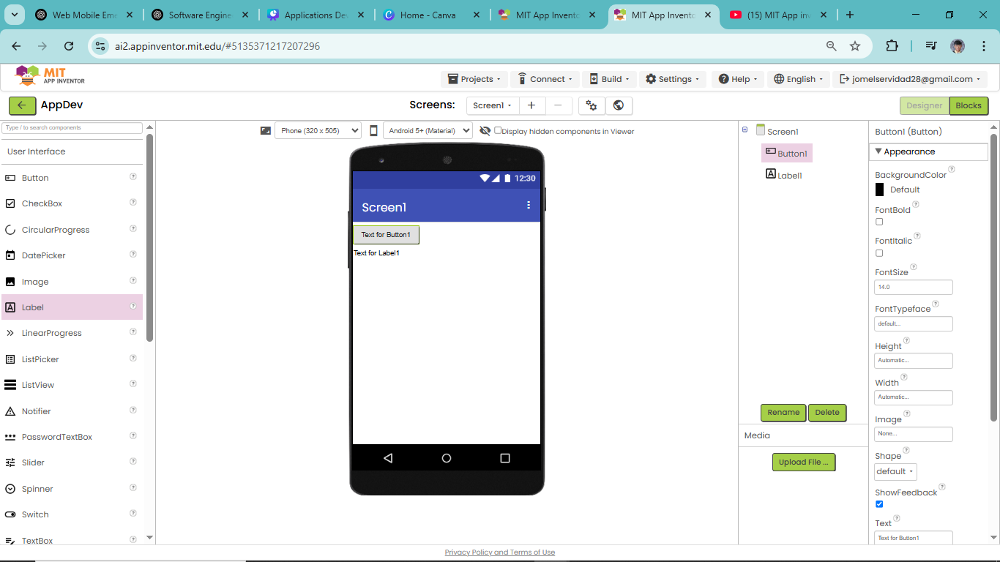 Web Mobile Eme
Software Engine
Applications Dev
Home - Canva
MIT App Invento
MIT App Invento
(15) MIT App inv
ai2.appinventor.mit.edu/#5135371217207296
MIT
APP INVENTOR
Projects
Connect
Build
Settings
Help
English
jomelservidad28@gmail.com
AppDev
Screens:
Screen1
Designer
Blocks
Type / to search components
User Interface
Button
CheckBox
CircularProgress
DatePicker
Image
Label
LinearProgress
ListPicker
ListView
Notifier
PasswordTextBox
Slider
Spinner
Switch
TextBox
Phone (320 x 505)
Android 5+ (Material)
Display hidden components in Viewer
12:30
Screen1
Text for Button1
Text for Label1
Screen1
Button1
Label1
Rename
Delete
Media
Upload File ...
Button1 (Button)
Appearance
BackgroundColor
Default
FontBold
FontItalic
FontSize
14.0
FontTypeface
default...
Height
Automatic...
Width
Automatic...
Image
None...
Shape
default
ShowFeedback
Text
Text for Button1
Privacy Policy and Terms of Use